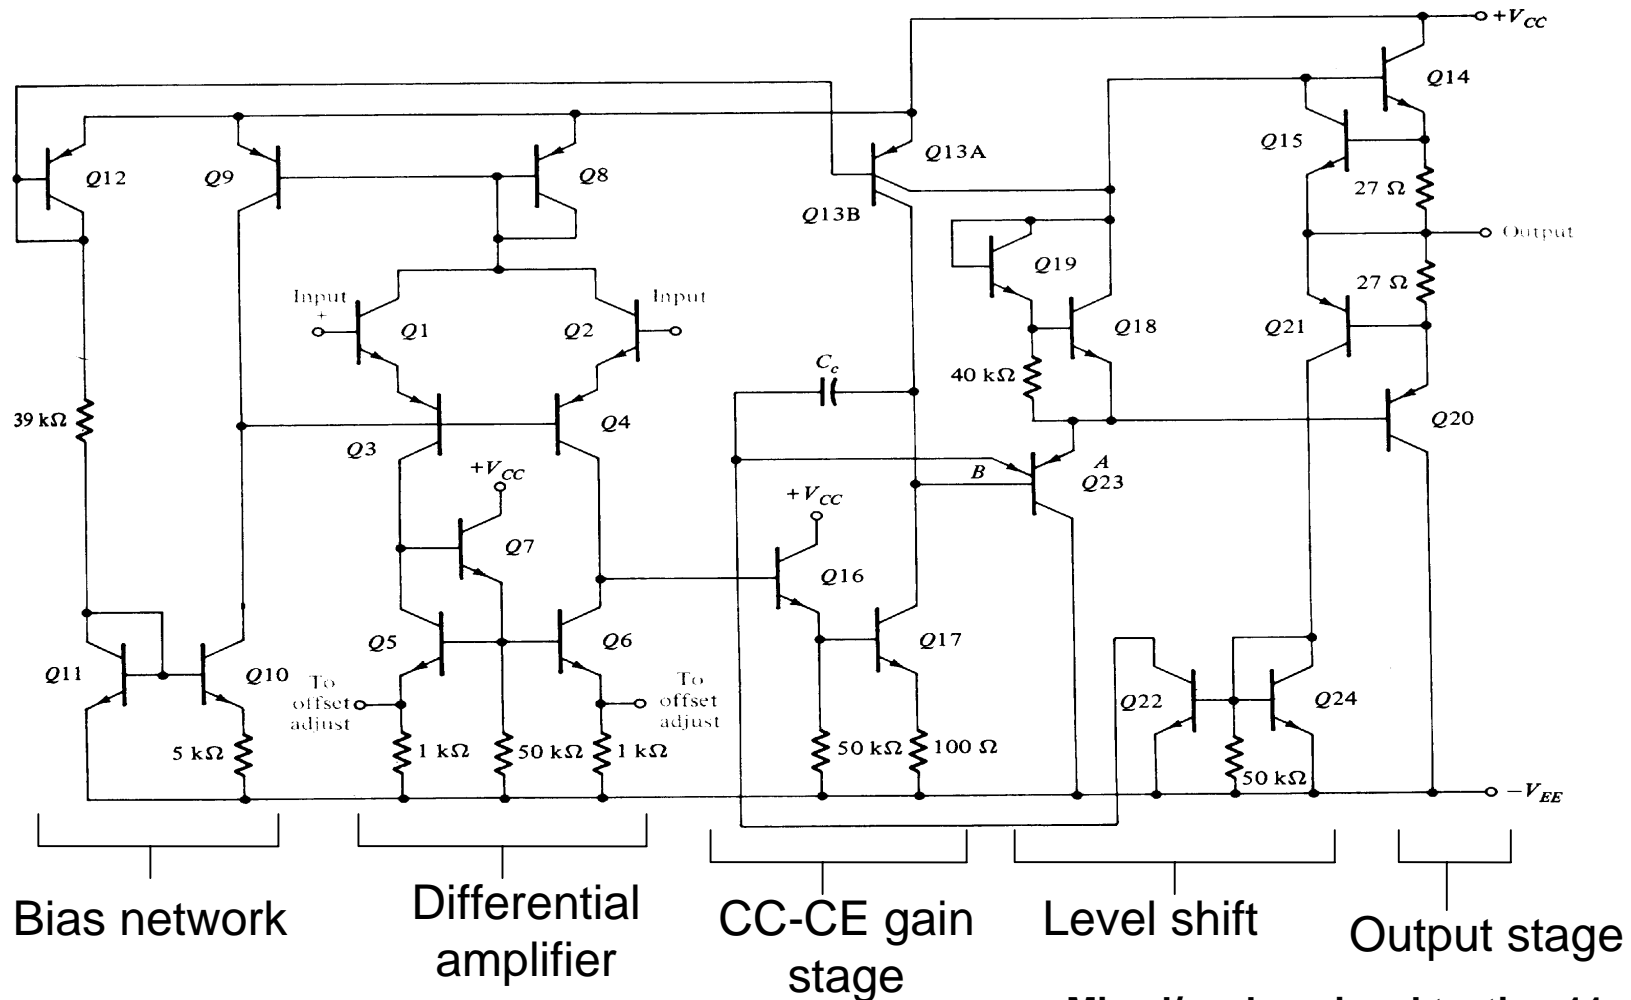 +VCC
Q14
Q15
Q13A
Q12
Q9
Q8
27 Ω
Q13B
Output
Q19
27 Ω
Input
+
Input
Q1
Q2
Q18
Q21
Cc
40 kΩ
39 kΩ
Q3
Q4
Q20
+VCC
B
A
Q23
+VCC
Q7
Q16
Q5
Q6
Q17
Q11
Q10
To
offset
adjust
To
offset
adjust
Q22
Q24
5 kΩ
1 kΩ
50 kΩ
1 kΩ
50 kΩ
100 Ω
50 kΩ
−VEE
Bias network
Differential
amplifier
CC-CE gain
stage
Level shift
Output stage